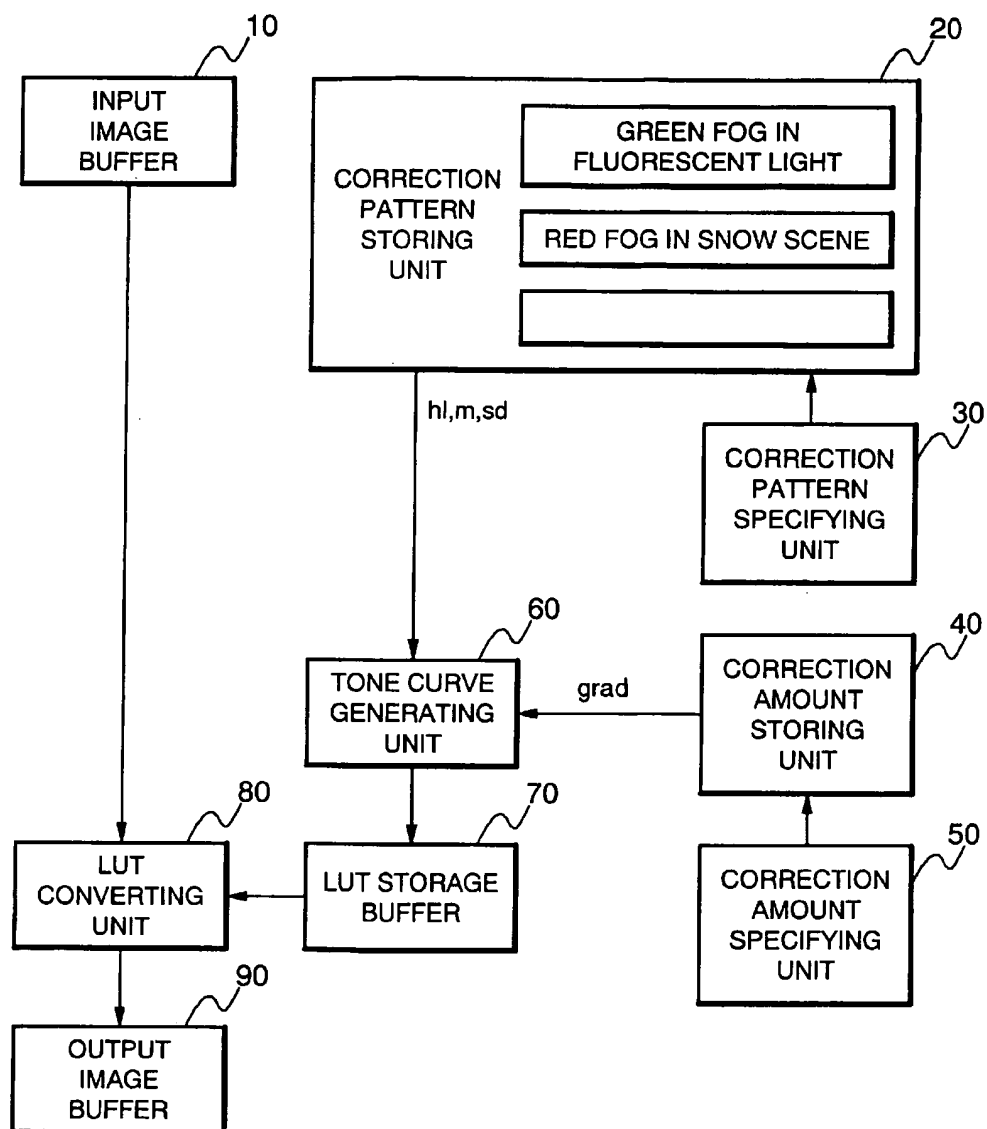 10
INPUT
IMAGE
BUFFER
20
CORRECTION
PATTERN
STORING
UNIT
GREEN FOG IN
FLUORESCENT LIGHT
RED FOG IN SNOW SCENE
hl,m,sd
30
CORRECTION
PATTERN
SPECIFYING
UNIT
60
TONE CURVE
GENERATING
UNIT
grad
40
CORRECTION
AMOUNT
STORING
UNIT
80
LUT
CONVERTING
UNIT
70
LUT STORAGE
BUFFER
50
CORRECTION
AMOUNT
SPECIFYING
UNIT
90
OUTPUT
IMAGE
BUFFER